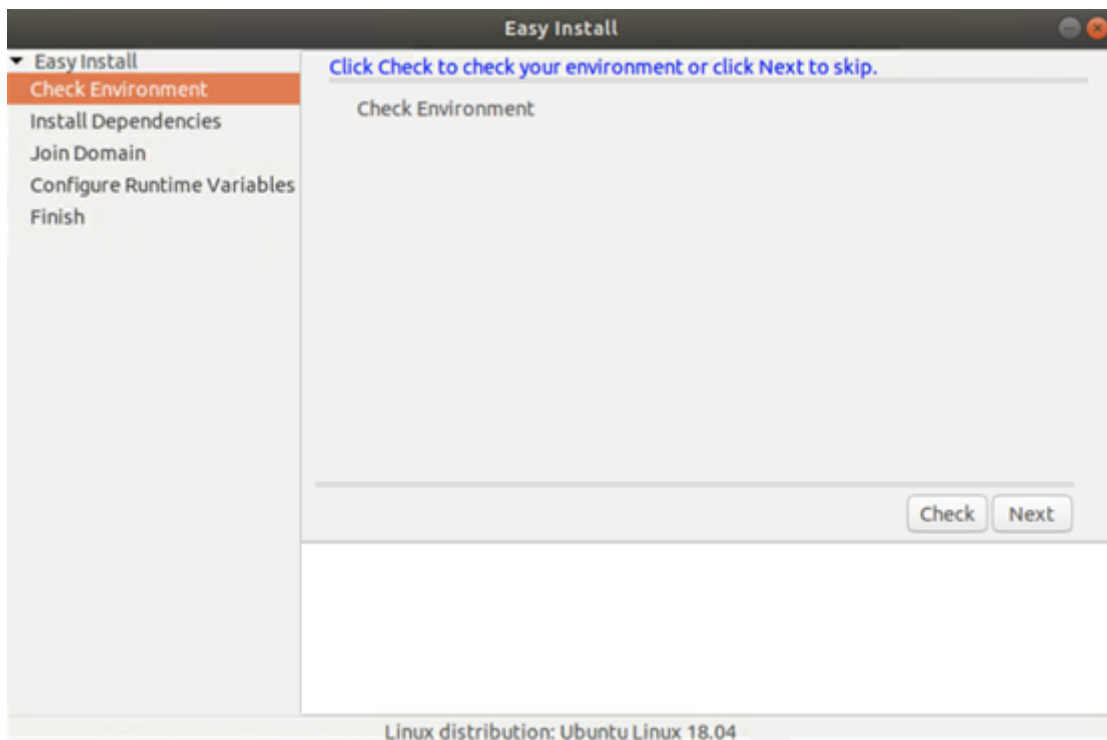 Easy Install
Easy Install
Check Environment
Install Dependencies
Join Domain
Configure Runtime Variables
Finish
Click Check to check your environment or click Next to skip.
Check Environment
Check
Next
Linux distribution: Ubuntu Linux 18.04